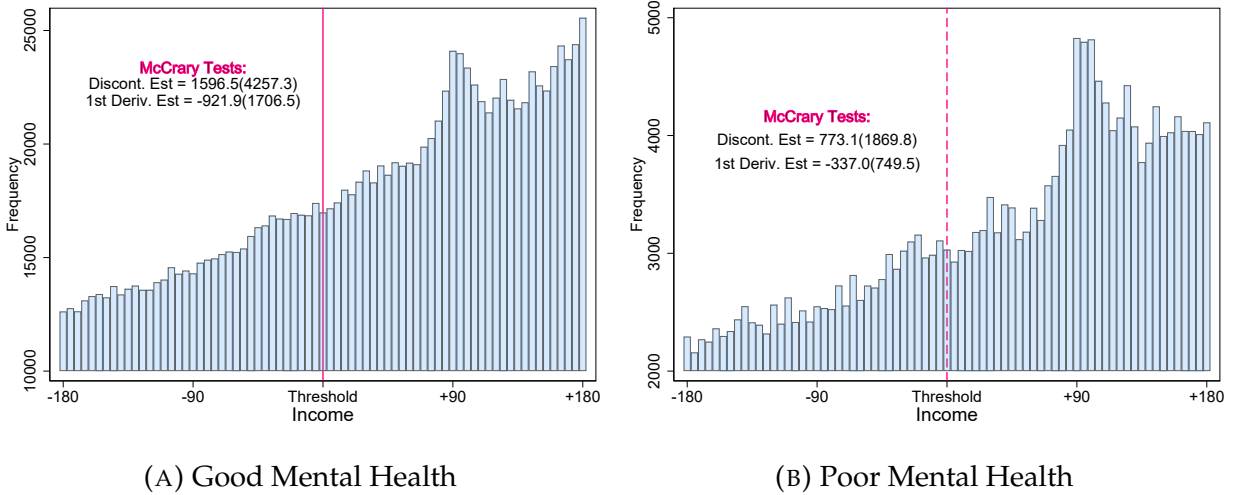 25000
20000
15000
10000
Frequency
McCrary Tests:
Discont. Est = 1596.5(4257.3)
1st Deriv. Est = -921.9(1706.5)
-180 -90 Threshold +90 +180
Income
(A) Good Mental Health
5000
4000
3000
2000
Frequency
McCrary Tests:
Discont. Est = 773.1(1869.8)
1st Deriv. Est = -337.0(749.5)
-180 -90 Threshold +90 +180
Income
(B) Poor Mental Health